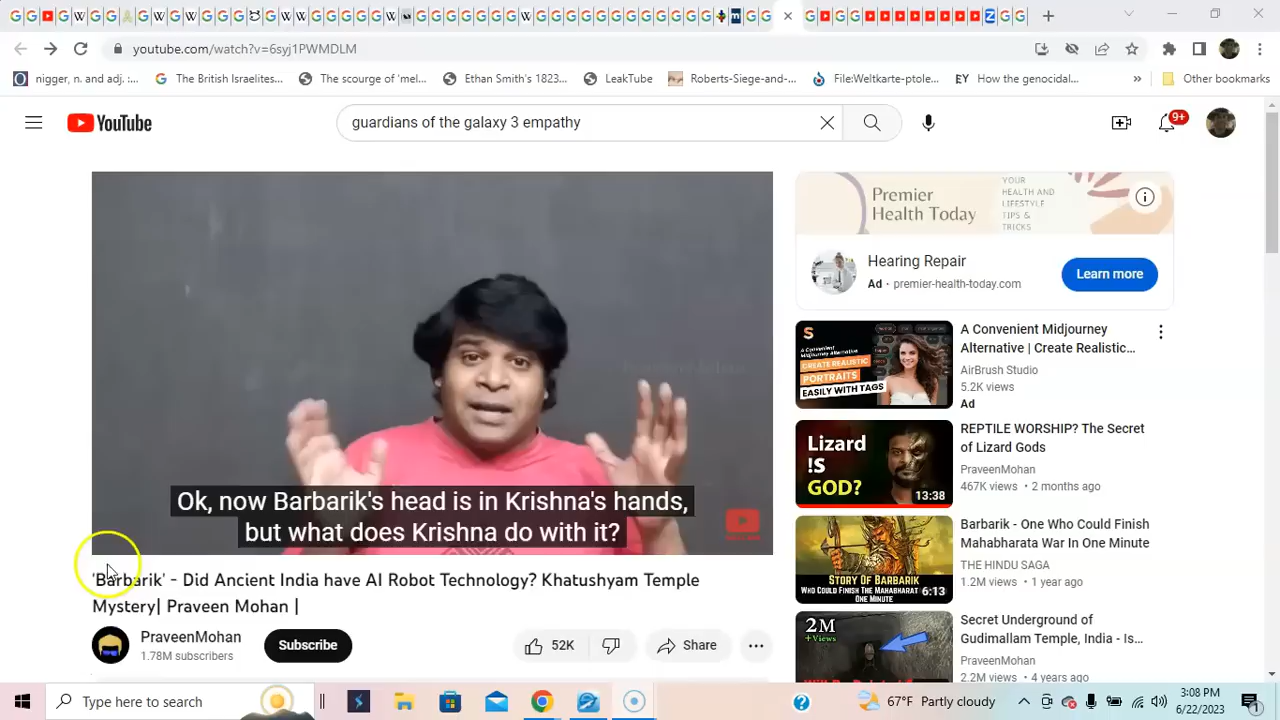 youtube.com/watch?v=6syj1PWMDLM
nigger, n. and adj. :...
The British Israelites...
The scourge of 'mel...
Ethan Smith's 1823...
LeakTube
Roberts-Siege-and-...
File:Weltkarte-ptole...
EY
How the genocidal...
»
Other bookmarks
YouTube
guardians of the galaxy 3 empathy
9+
Ok, now Barbarik's head is in Krishna's hands,
but what does Krishna do with it?
'Barbarik' - Did Ancient India have AI Robot Technology? Khatushyam Temple
Mystery| Praveen Mohan |
PraveenMohan
1.78M subscribers
Subscribe
52K
Share
Premier
Health Today
YOUR
HEALTH AND
LIFESTYLE
TIPS &
TRICKS
Hearing Repair
Ad · premier-health-today.com
Learn more
A Convenient
Midjourney
Alternative
CREATE REALISTIC
PORTRAITS
EASILY WITH TAGS
A Convenient Midjourney
Alternative | Create Realistic...
AirBrush Studio
5.2K views
Ad
Lizard
!S
GOD?
13:38
REPTILE WORSHIP? The Secret
of Lizard Gods
PraveenMohan
467K views • 2 months ago
STORY OF BARBARIK
WHO COULD FINISH THE MAHABHARAT WAR IN
ONE MINUTE
6:13
Barbarik - One Who Could Finish
Mahabharata War In One Minute
THE HINDU SAGA
1.2M views • 1 year ago
2M
+Views
Secret Underground of
Gudimallam Temple, India - Is...
PraveenMohan
2.2M views • 4 years ago
Type here to search
67°F Partly cloudy
3:08 PM
6/22/2023